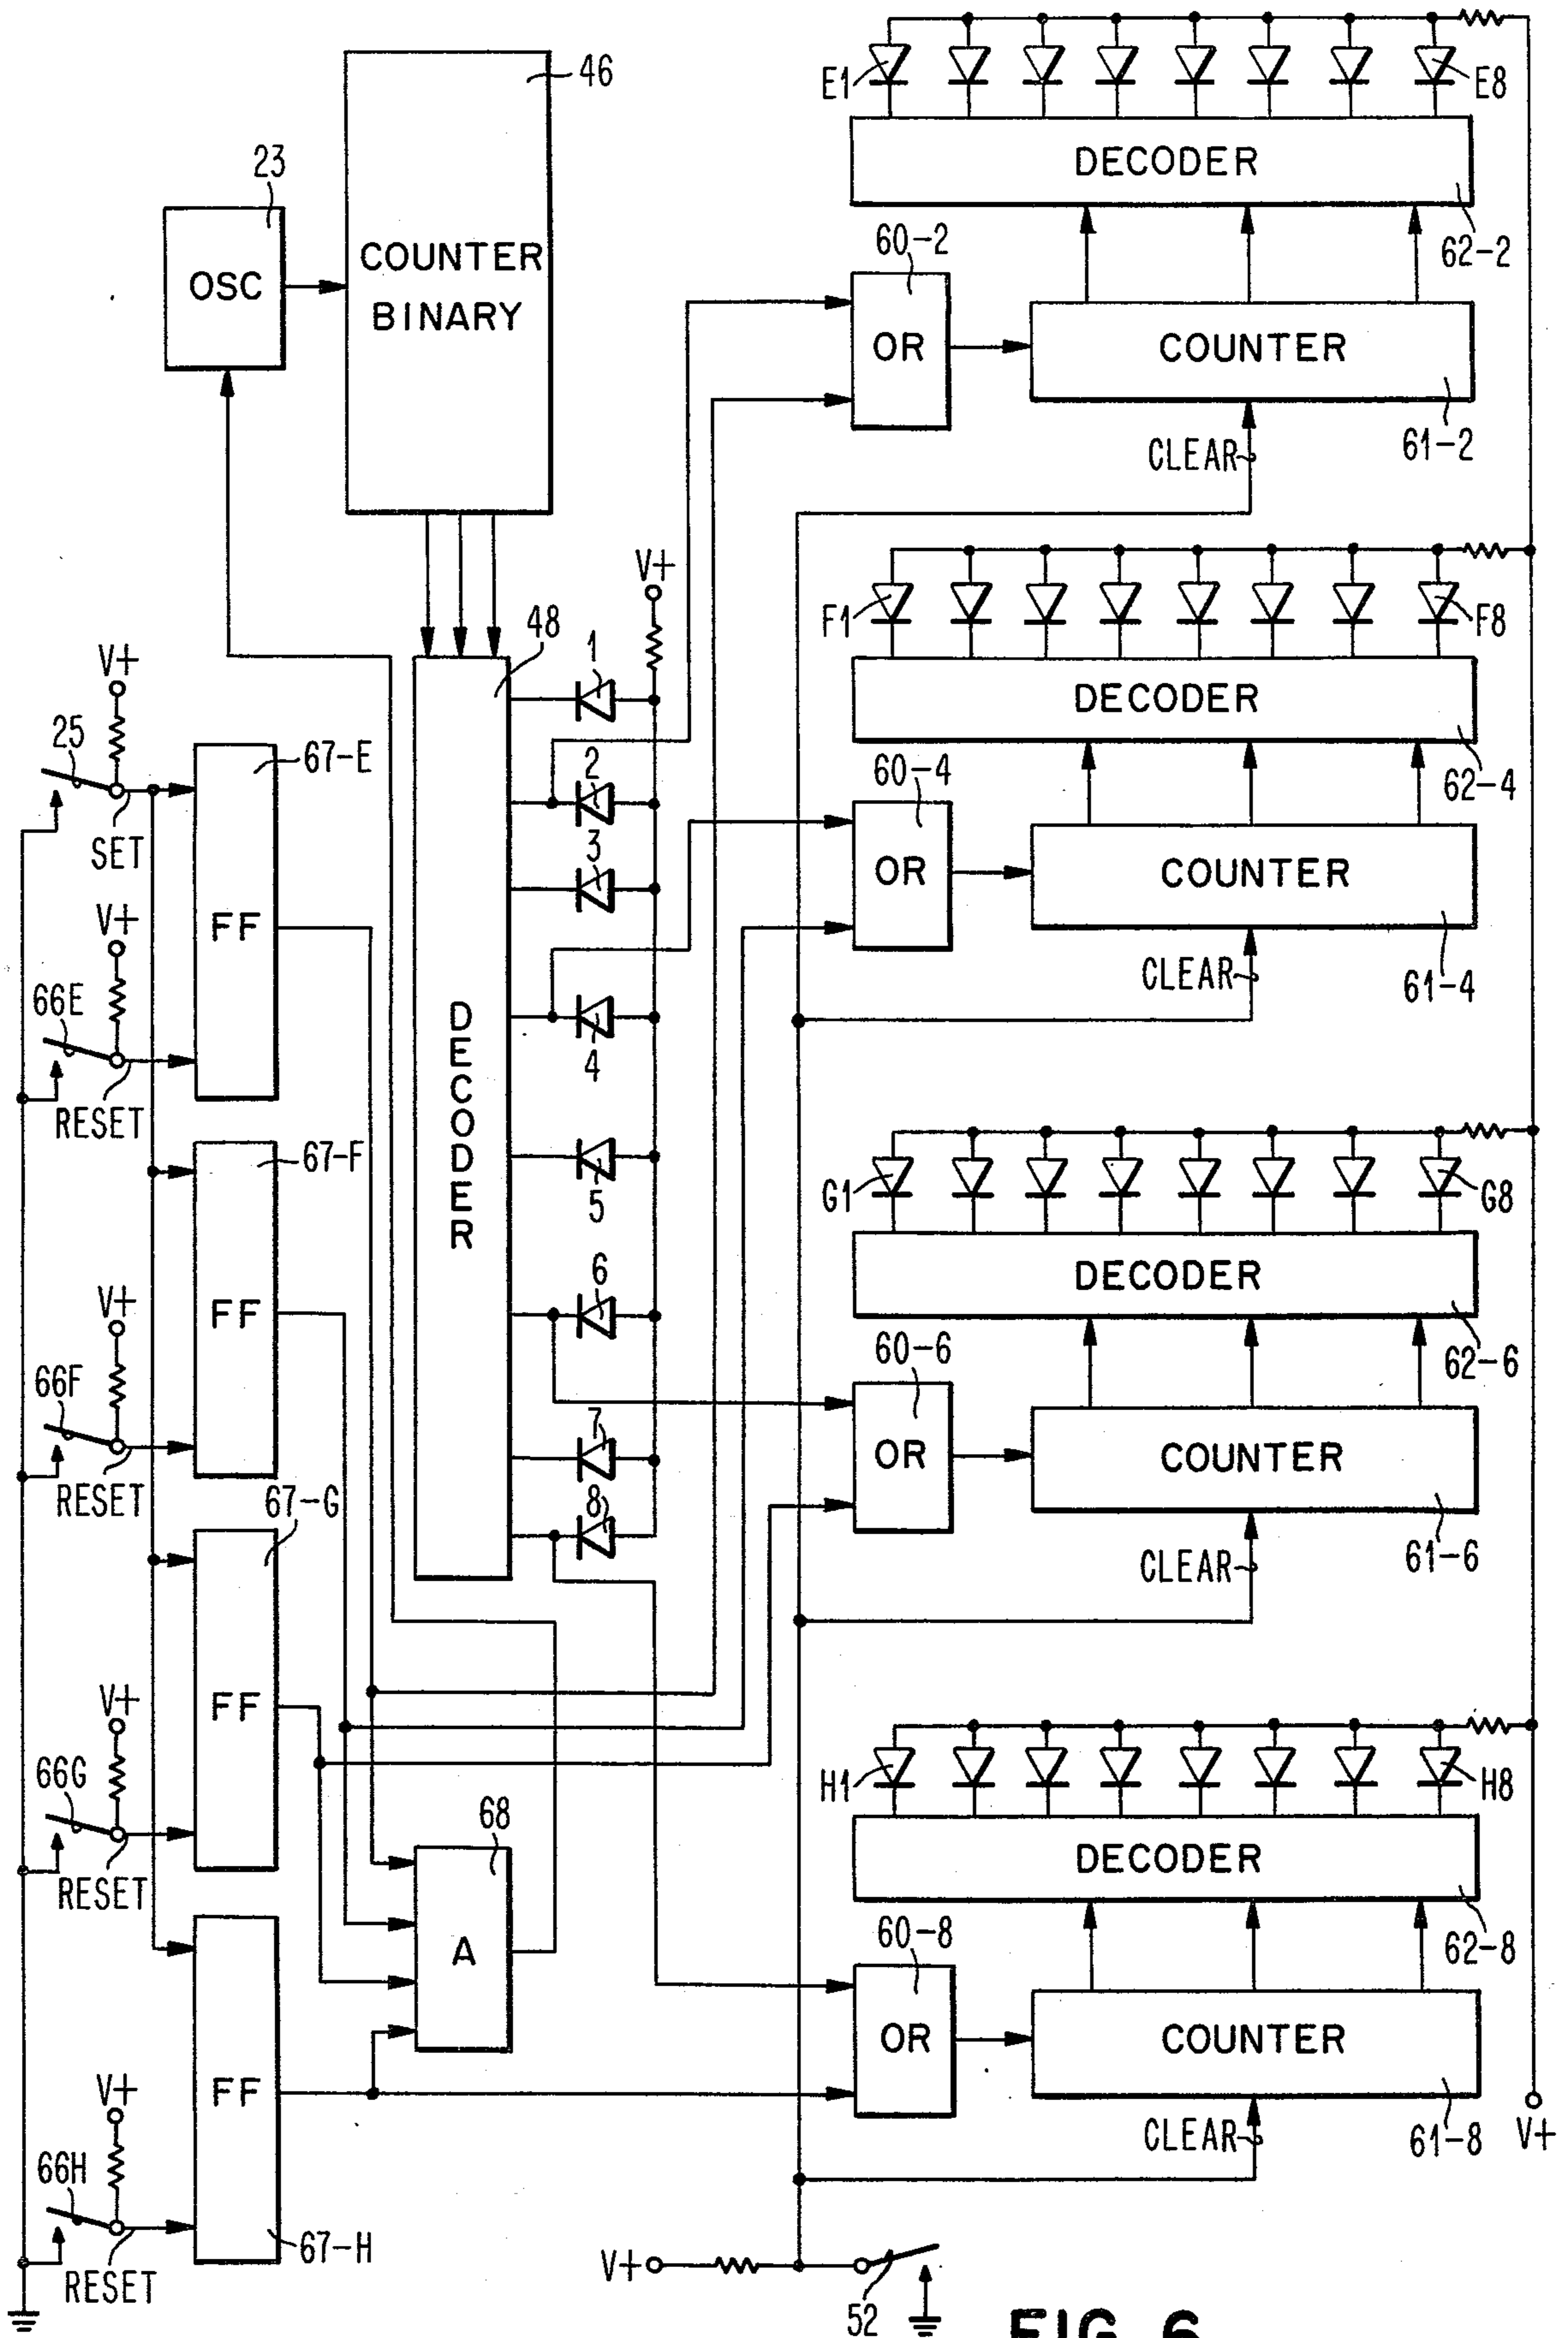 46
23
OSC
COUNTER
BINARY
E1
E8
DECODER
62-2
60-2
OR
COUNTER
61-2
CLEAR
V+
48
1
2
3
4
5
6
7
8
DECODER
F1
F8
DECODER
62-4
60-4
OR
COUNTER
61-4
CLEAR
V+
25
SET
67-E
FF
V+
66E
RESET
67-F
FF
V+
66F
RESET
67-G
FF
V+
66G
RESET
FF
67-H
V+
66H
RESET
68
A
G1
G8
DECODER
62-6
60-6
OR
COUNTER
61-6
CLEAR
H1
H8
DECODER
62-8
60-8
OR
COUNTER
61-8
CLEAR
V+
V+
52
FIG. 6